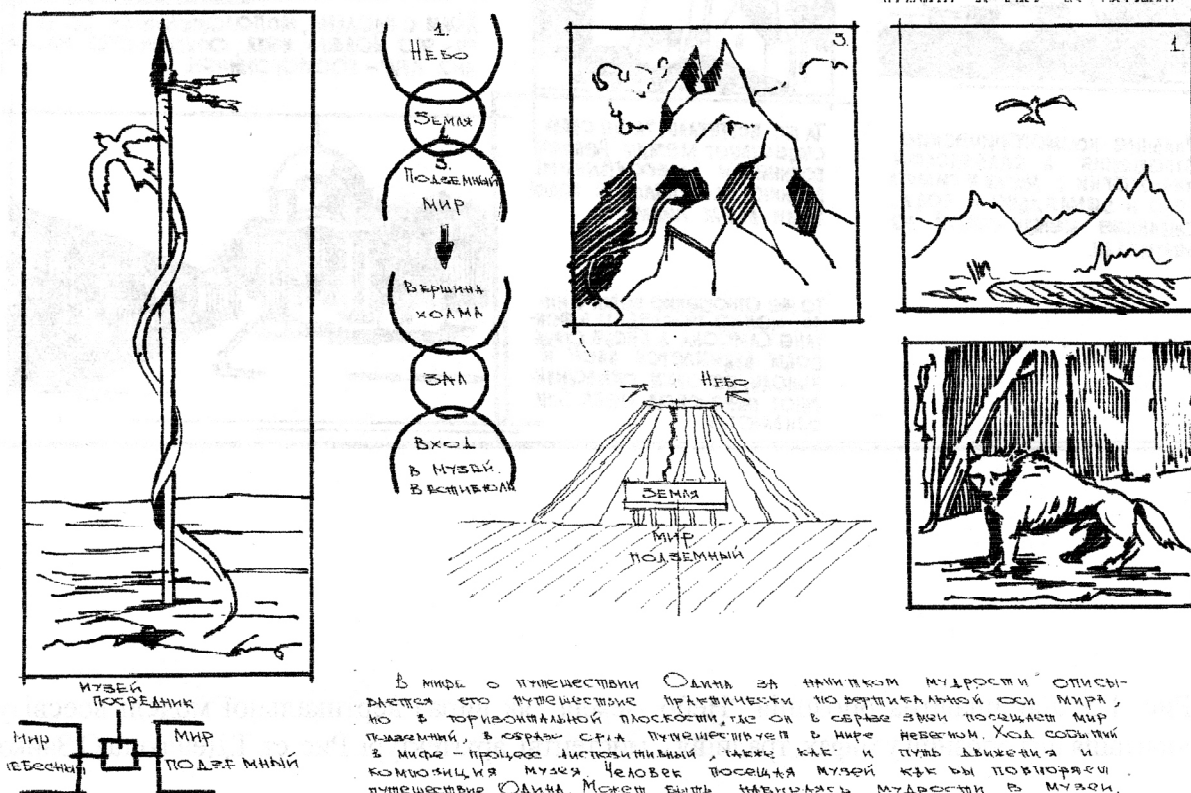 1.
НЕБО
ЗЕМЛЯ
2.
3.
ПОДЗЕМНЫЙ
МИР
ВЕРШИНА
ХОЛМА
ЗАЛ
ВХОД
В МУЗЕЙ.
ВЕСТИБЮЛЬ
3.
1.
НЕБО
ЗЕМЛЯ
МИР
ПОДЗЕМНЫЙ
МУЗЕЙ
ПОСРЕДНИК
МИР
НЕБЕСНЫЙ
МИР
ПОДЗЕМНЫЙ
В МИФЕ О ПУТЕШЕСТВИИ ОДИНА ЗА НАПИТКОМ МУДРОСТИ" ОПИСЫ-
ВАЕТСЯ ЕГО ПУТЕШЕСТВИЕ ПРАКТИЧЕСКИ ПО ВЕРТИКАЛЬНОЙ ОСИ МИРА,
НО В ГОРИЗОНТАЛЬНОЙ ПЛОСКОСТИ, ГДЕ ОН В ОБРАЗЕ ЗМЕИ ПОСЕЩАЕТ МИР
ПОДЗЕМНЫЙ, В ОБРАЗЕ ОРЛА ПУТЕШЕСТВУЕТ В МИРЕ НЕБЕСНОМ. ХОД СОБЫТИЙ
В МИФЕ - ПРОЦЕСС ТАКЖЕ КАК И ПУТЬ ДВИЖЕНИЯ И
КОМПОЗИЦИЯ МУЗЕЯ. ЧЕЛОВЕК ПОСЕЩАЯ МУЗЕЙ КАК БЫ ПОВТОРЯЕТ
ПУТЕШЕСТВИЕ ОДИНА. МОЖЕТ БЫТЬ НАБИРАЯСЬ МУДРОСТИ В МУЗЕЕ,